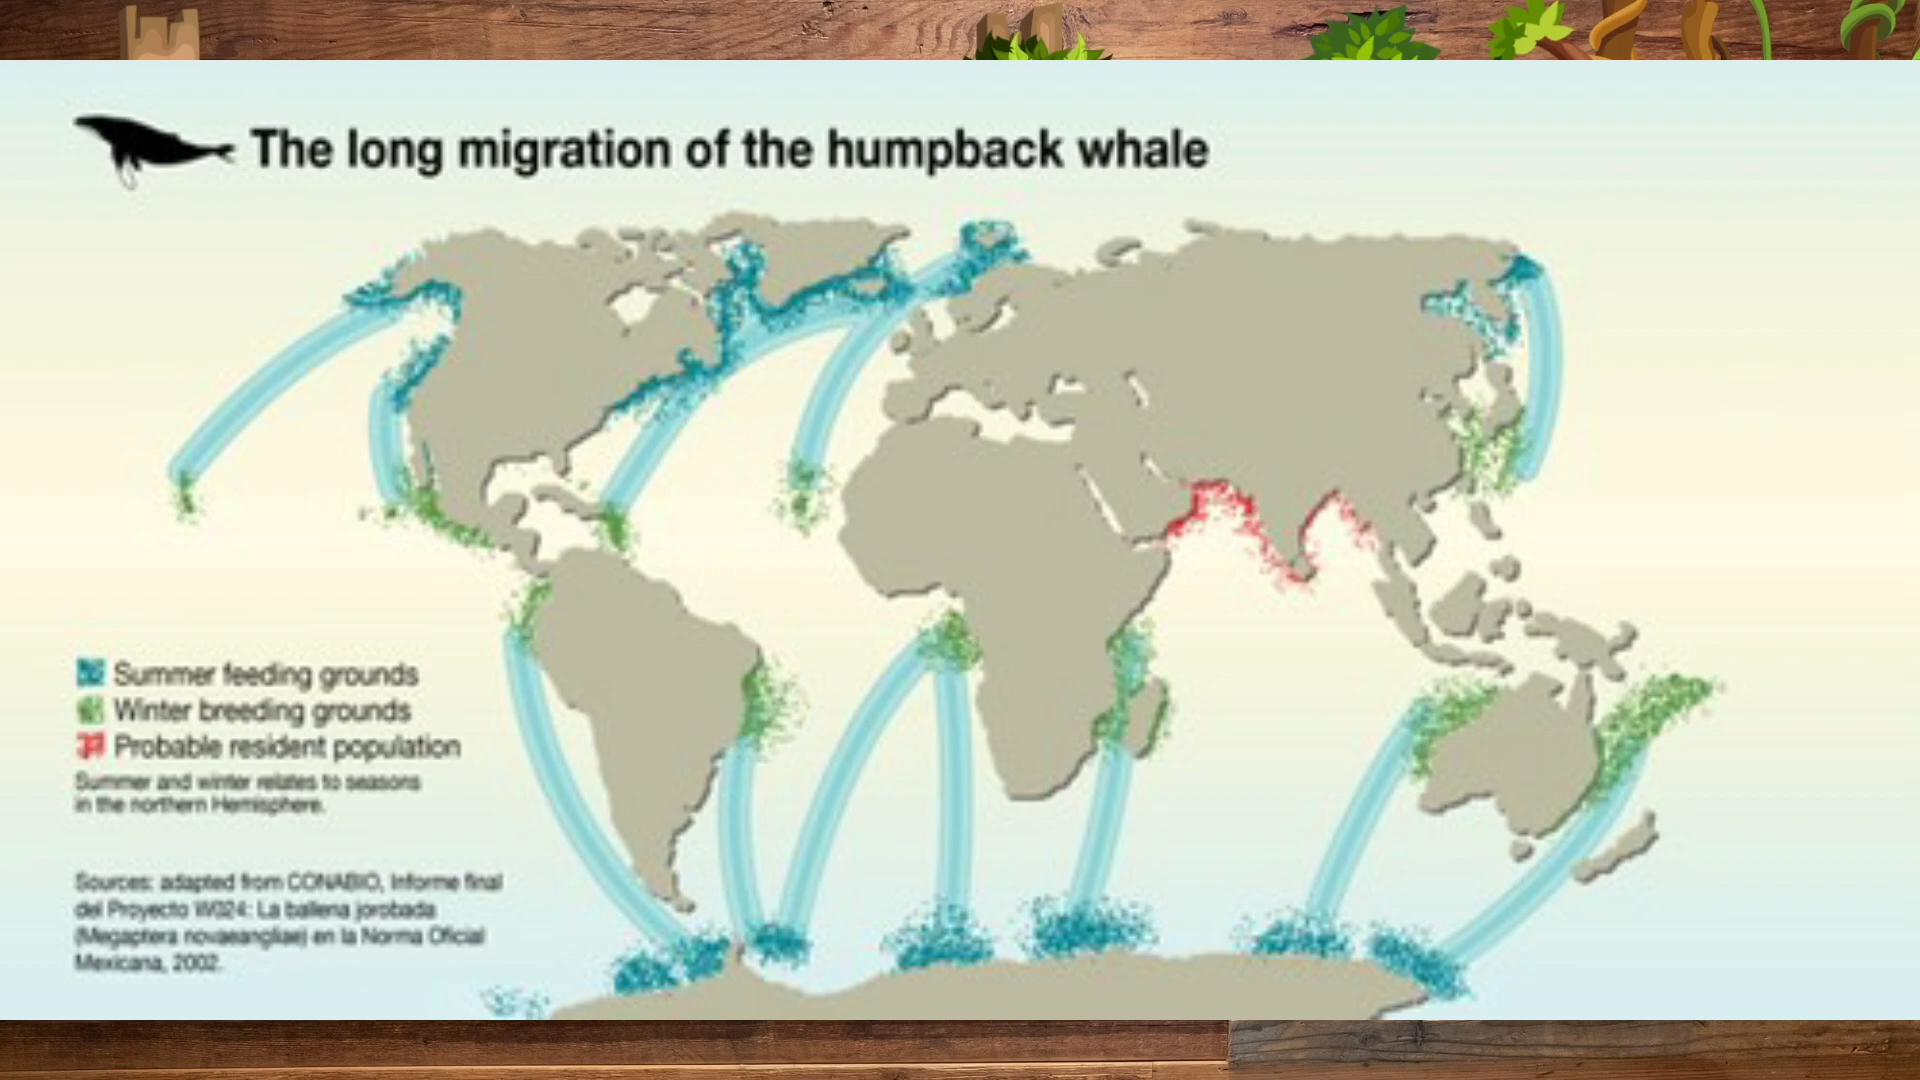 The long migration of the humpback whale
Summer feeding grounds
Winter breeding grounds
Probable resident population
Summer and winter relates to seasons
in the northern Hemisphere.
Sources: adapted from CONABIO, Informe final
del Proyecto W024: La ballena jorobada
(Megaptera novaeangliae) en la Norma Oficial
Mexicana, 2002.